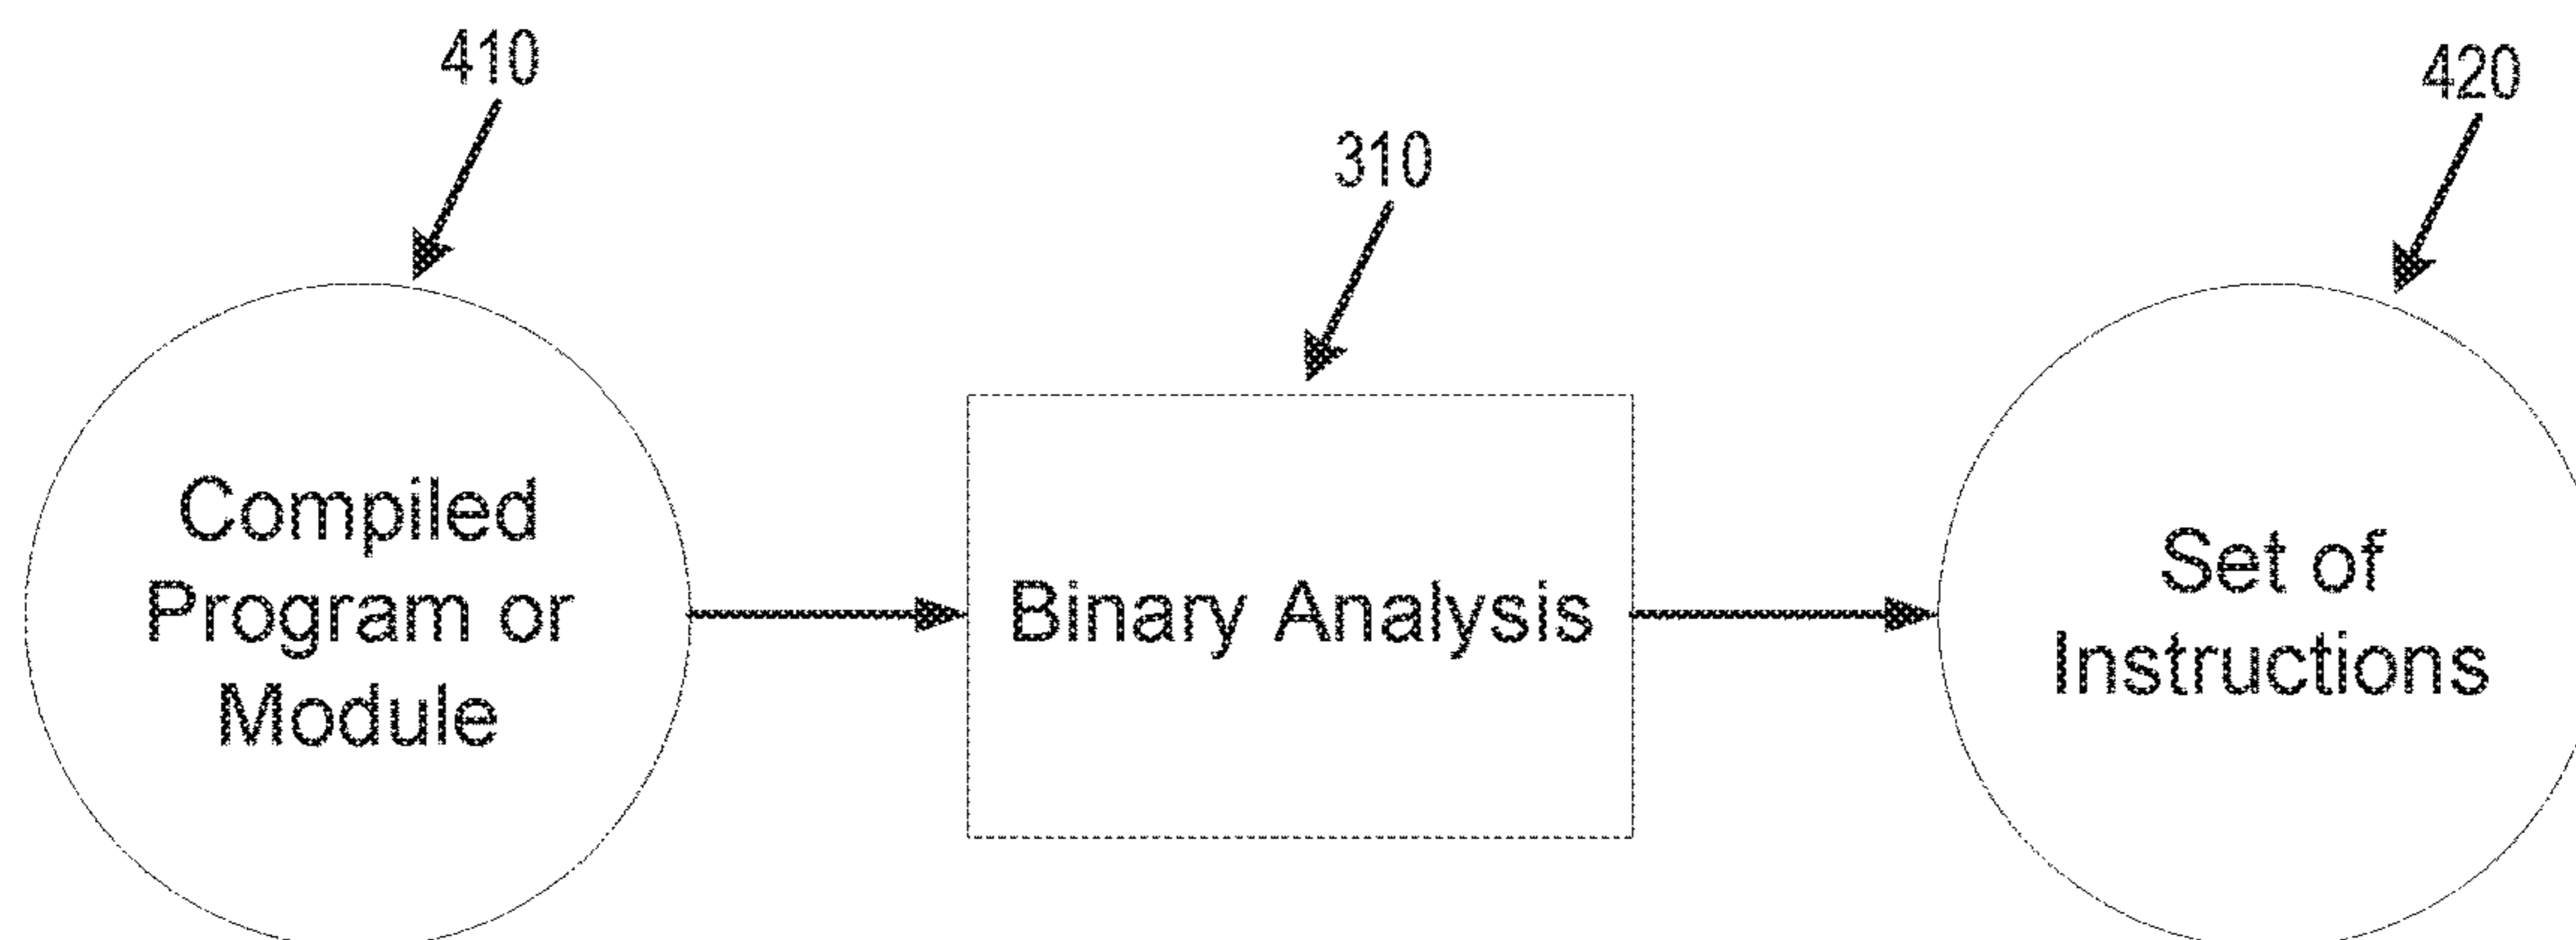 410
420
310
Compiled
Program or
Module
Binary Analysis
Set of
Instructions